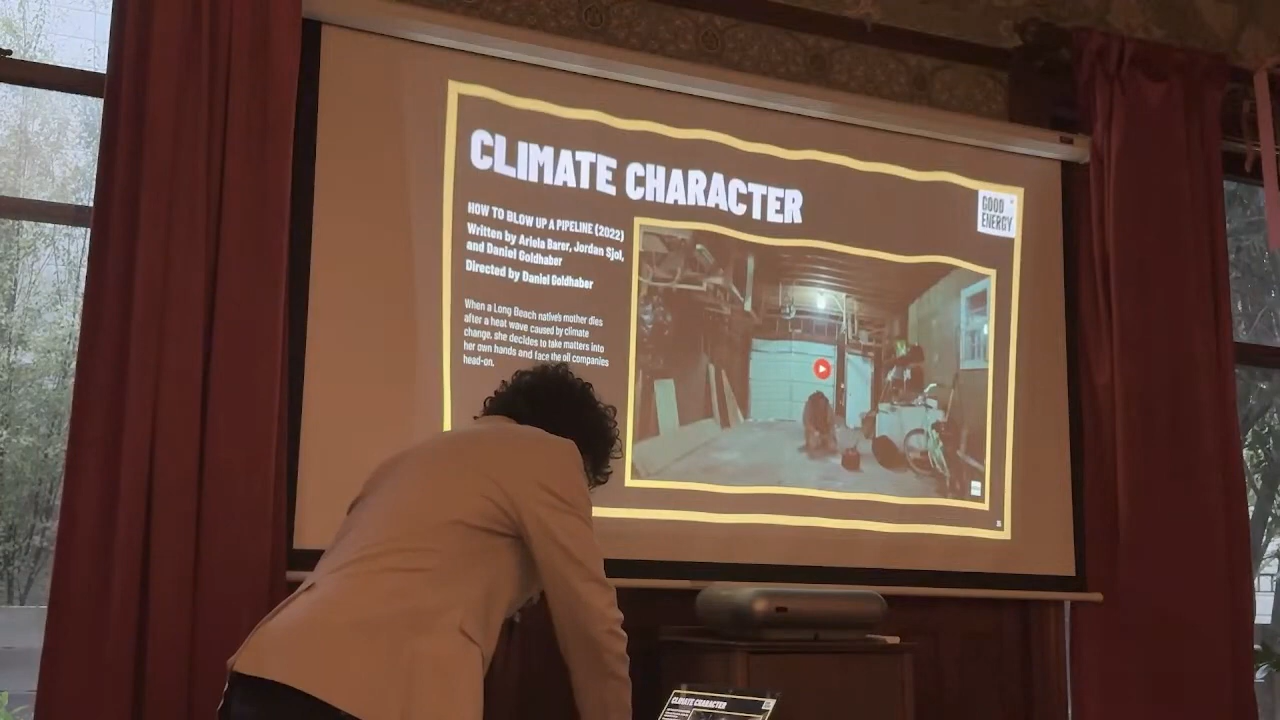 CLIMATE CHARACTER
GOOD
ENERGY
HOW TO BLOW UP A PIPELINE (2022)
Written by Ariela Barer, Jordan Sjol,
and Daniel Goldhaber
Directed by Daniel Goldhaber
When a Long Beach native's mother dies
after a heat wave caused by climate
change, she decides to take matters into
her own hands and face the oil companies
head-on.
CLIMATE CHARACTER